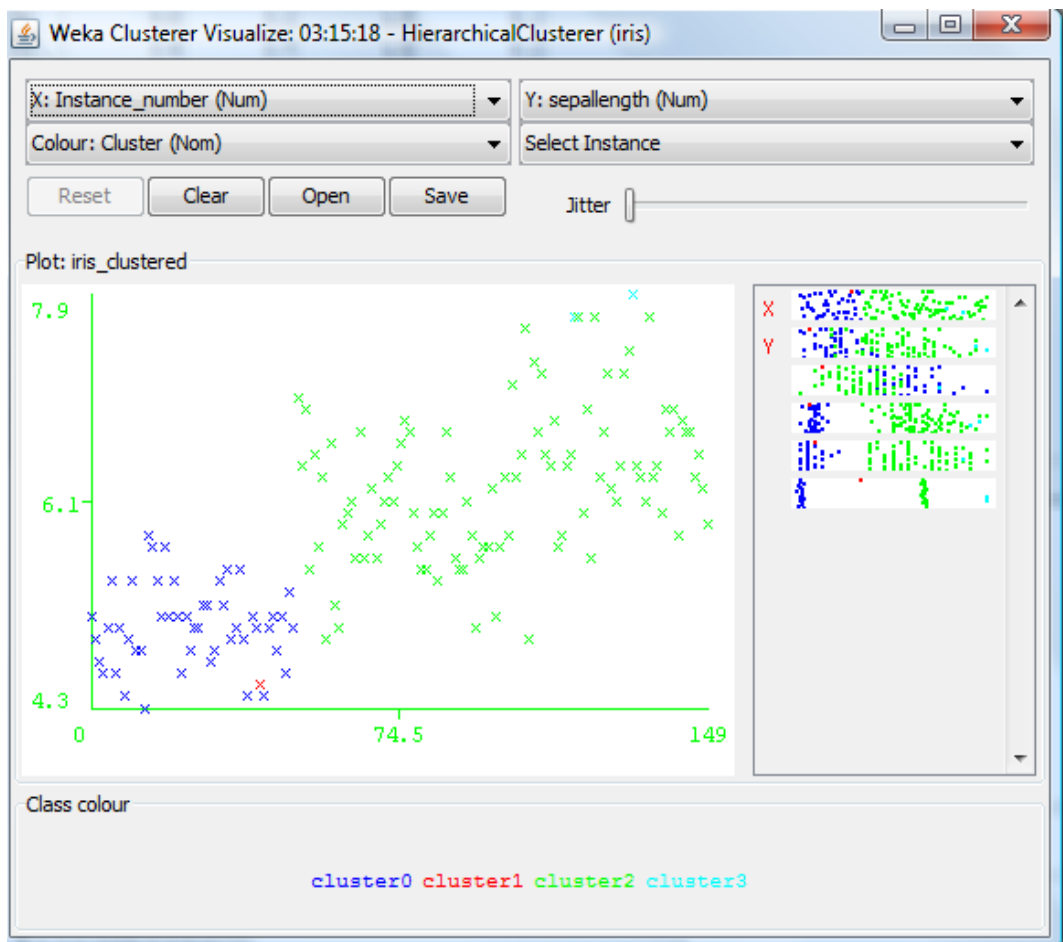 Weka Clusterer Visualize: 03:15:18 - HierarchicalClusterer (iris)
X: Instance_number (Num) Y: sepallength (Num)
Colour: Cluster (Nom) Select Instance
Reset Clear Open Save Jitter
Plot: iris_clustered
7.9
6.1
4.3
0 74.5 149
X
Y
Class colour
cluster0 cluster1 cluster2 cluster3